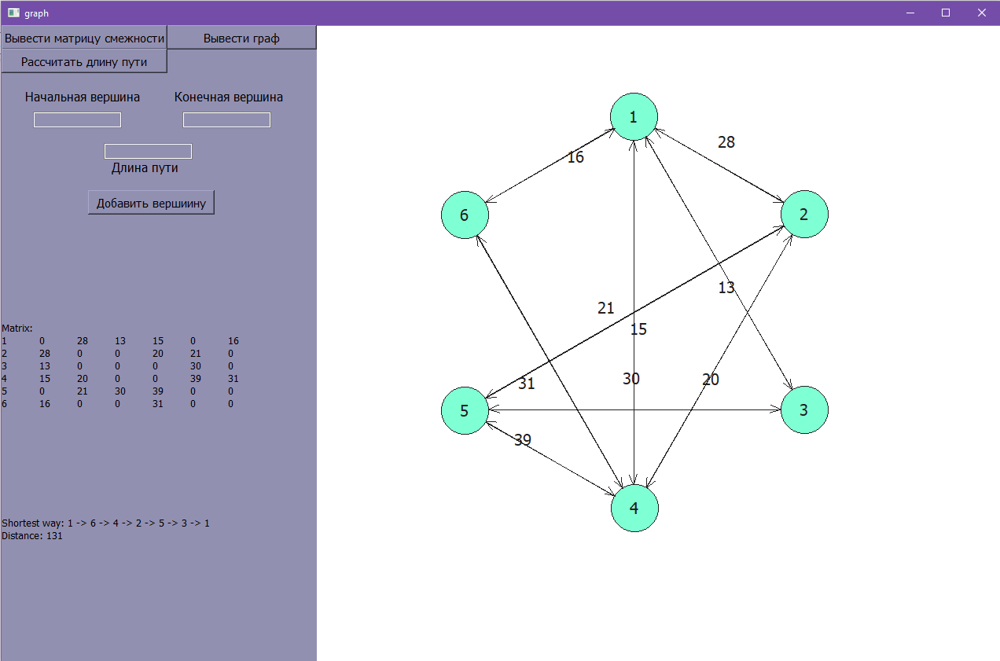 graph
Вывести матрицу смежности Вывести граф
Рассчитать длину пути
Начальная вершина Конечная вершина
Длина пути
Добавить вершиину
Matrix:
1 0 28 13 15 0 16
2 28 0 0 20 21 0
3 13 0 0 0 30 0
4 15 20 0 0 39 31
5 0 21 30 39 0 0
6 16 0 0 31 0 0
Shortest way: 1 -> 6 -> 4 -> 2 -> 5 -> 3 -> 1
Distance: 131
1
28
16
6
2
13
21
15
30
20
31
5
3
39
4